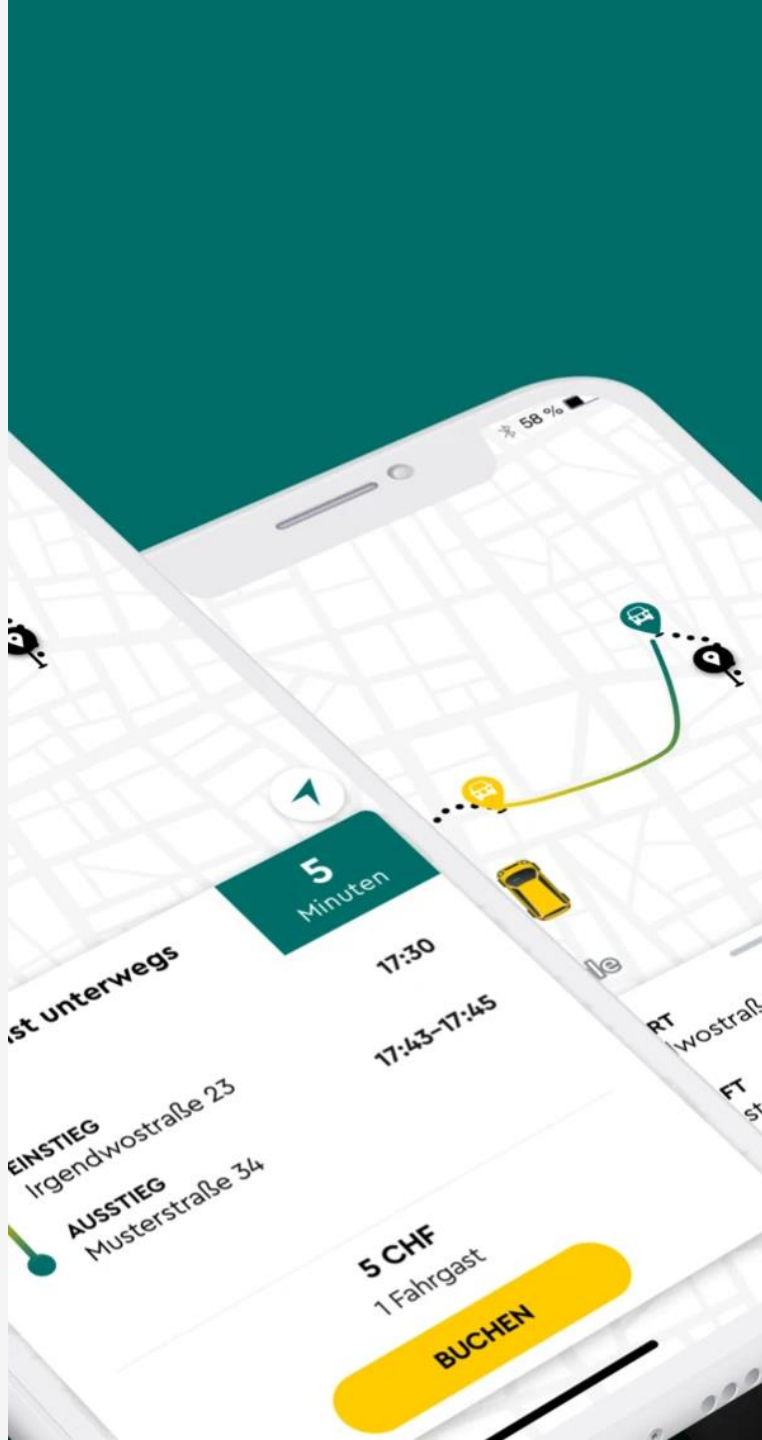 58 %
5
Minuten
ist unterwegs
17:30
17:43–17:45
EINSTIEG
Irgendwostraße 23
AUSSTIEG
Musterstraße 34
5 CHF
1 Fahrgast
BUCHEN